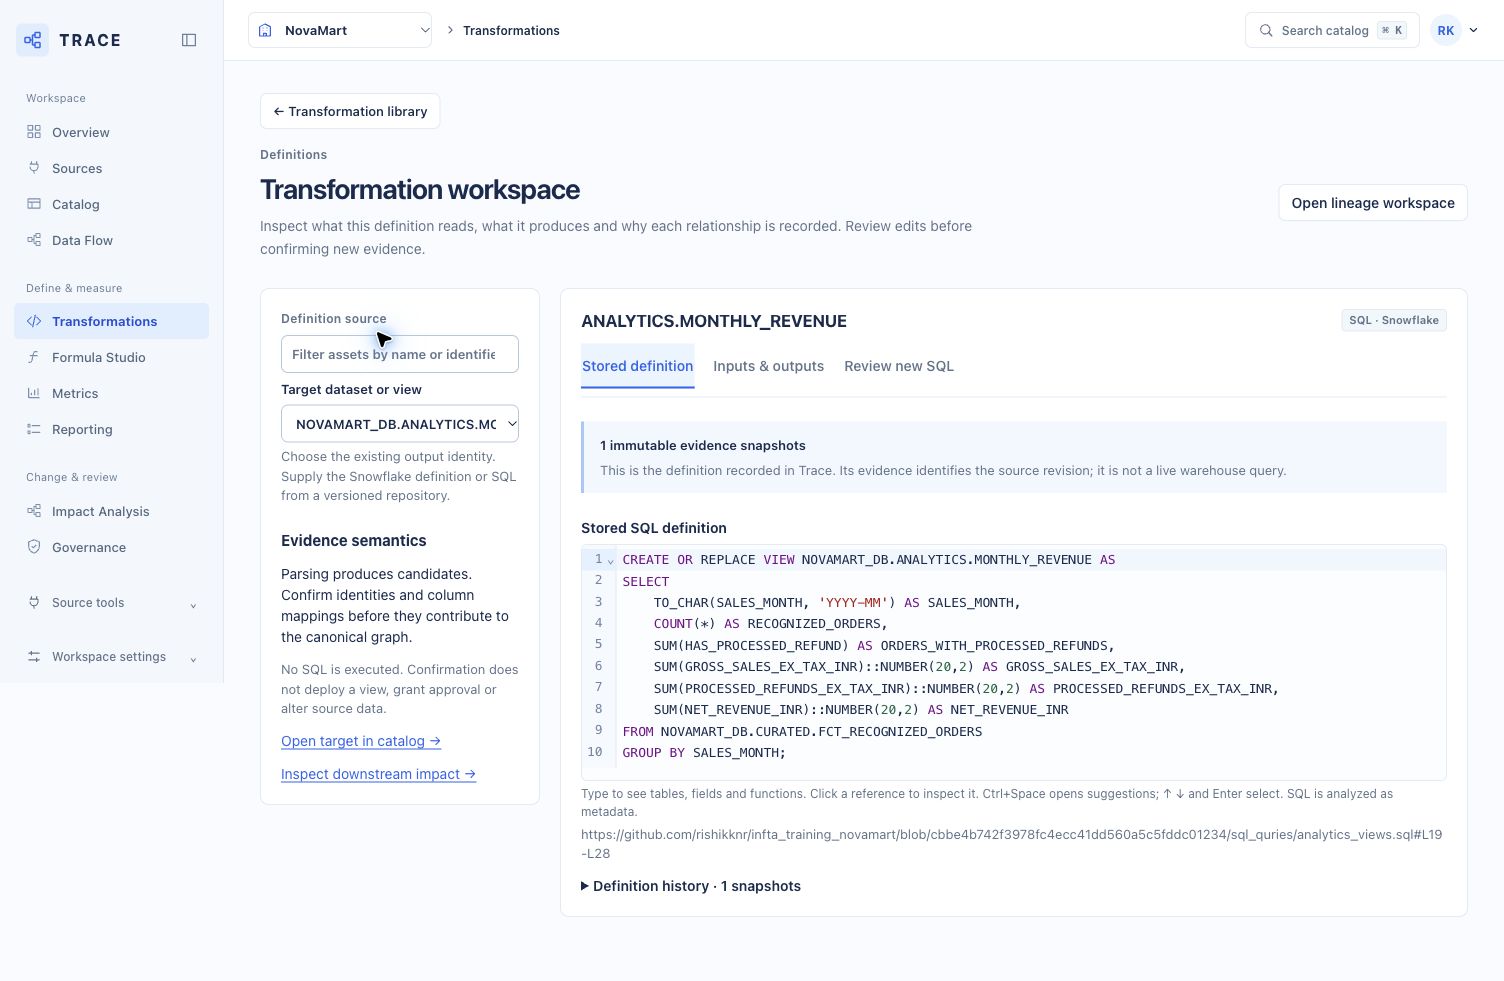 TRACE
NovaMart
Transformations
Search catalog
⌘ K
RK
Workspace
Overview
Sources
Catalog
Data Flow
Define & measure
Transformations
Formula Studio
Metrics
Reporting
Change & review
Impact Analysis
Governance
Source tools
Workspace settings
← Transformation library
Definitions
Transformation workspace
Inspect what this definition reads, what it produces and why each relationship is recorded. Review edits before
confirming new evidence.
Open lineage workspace
Definition source
Filter assets by name or identifie
Target dataset or view
NOVAMART_DB.ANALYTICS.MO
Choose the existing output identity.
Supply the Snowflake definition or SQL
from a versioned repository.
Evidence semantics
Parsing produces candidates.
Confirm identities and column
mappings before they contribute to
the canonical graph.
No SQL is executed. Confirmation does
not deploy a view, grant approval or
alter source data.
Open target in catalog →
Inspect downstream impact →
ANALYTICS.MONTHLY_REVENUE
SQL · Snowflake
Stored definition
Inputs & outputs
Review new SQL
1 immutable evidence snapshots
This is the definition recorded in Trace. Its evidence identifies the source revision; it is not a live warehouse query.
Stored SQL definition
1 CREATE OR REPLACE VIEW NOVAMART_DB.ANALYTICS.MONTHLY_REVENUE AS
2 SELECT
3 TO_CHAR(SALES_MONTH, 'YYYY-MM') AS SALES_MONTH,
4 COUNT(*) AS RECOGNIZED_ORDERS,
5 SUM(HAS_PROCESSED_REFUND) AS ORDERS_WITH_PROCESSED_REFUNDS,
6 SUM(GROSS_SALES_EX_TAX_INR)::NUMBER(20,2) AS GROSS_SALES_EX_TAX_INR,
7 SUM(PROCESSED_REFUNDS_EX_TAX_INR)::NUMBER(20,2) AS PROCESSED_REFUNDS_EX_TAX_INR,
8 SUM(NET_REVENUE_INR)::NUMBER(20,2) AS NET_REVENUE_INR
9 FROM NOVAMART_DB.CURATED.FCT_RECOGNIZED_ORDERS
10 GROUP BY SALES_MONTH;
Type to see tables, fields and functions. Click a reference to inspect it. Ctrl+Space opens suggestions; ↑ ↓ and Enter select. SQL is analyzed as
metadata.
https://github.com/rishikknr/infta_training_novamart/blob/cbbe4b742f3978fc4ecc41dd560a5c5fddc01234/sql_quries/analytics_views.sql#L19
-L28
Definition history · 1 snapshots